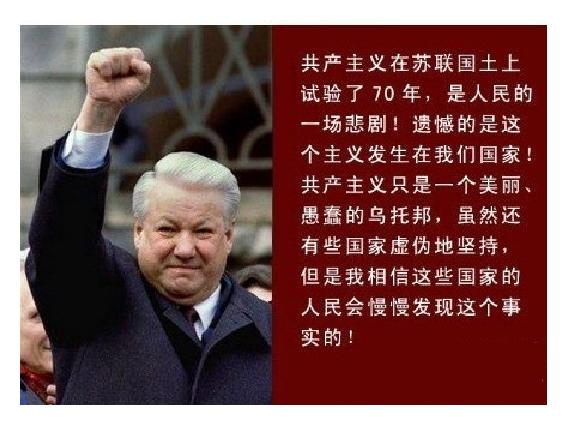 共产主义在苏联国土上
试验了 70 年，是人民的
一场悲剧！遗憾的是这
个主义发生在我们国家！
共产主义只是一个美丽、
愚蠢的乌托邦，虽然还
有些国家虚伪地坚持，
但是我相信这些国家的
人民会慢慢发现这个事
实的！